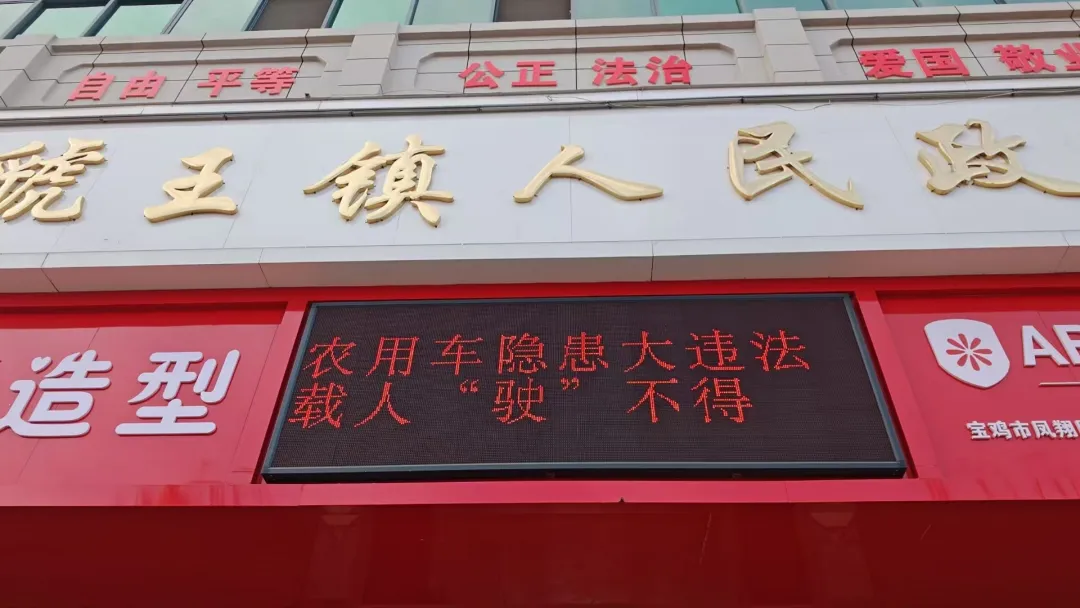 自由 平等
公正 法治
爱国 敬业
虢王镇人民政
造型
农用车隐患大违法
载人“驶”不得
宝鸡市凤翔